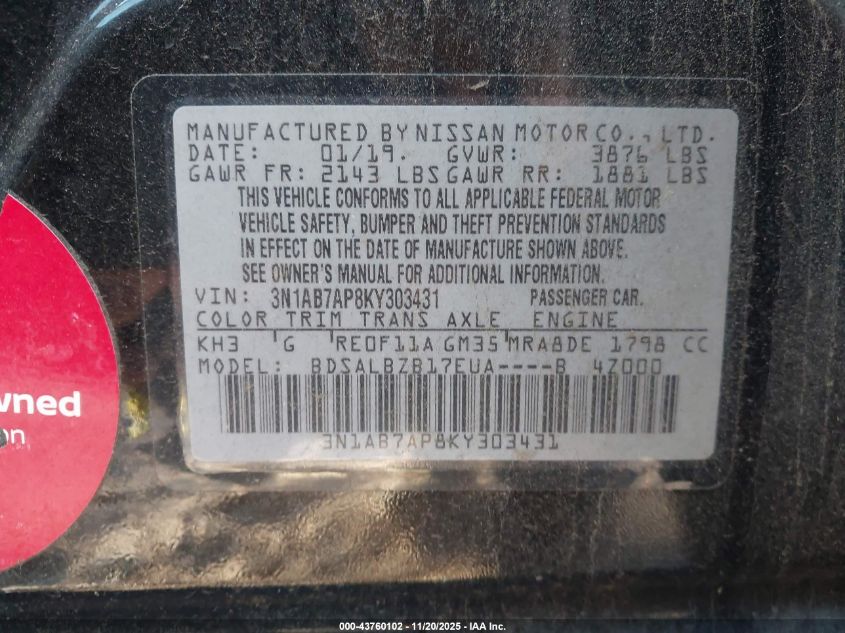 MANUFACTURED BY NISSAN MOTOR CO., LTD.
DATE: 01/19. GVWR: 3876 LBS
GAWR FR: 2143 LBS GAWR RR: 1881 LBS
THIS VEHICLE CONFORMS TO ALL APPLICABLE FEDERAL MOTOR
VEHICLE SAFETY, BUMPER AND THEFT PREVENTION STANDARDS
IN EFFECT ON THE DATE OF MANUFACTURE SHOWN ABOVE.
SEE OWNER'S MANUAL FOR ADDITIONAL INFORMATION.
VIN: 3N1AB7AP8KY303431 PASSENGER CAR.
COLOR TRIM TRANS AXLE ENGINE
KH3 G RE0F11A GM35 MRA8DE 1798 CC
MODEL: BDSALBZB17EUA----B 4Z000
3N1AB7AP8KY303431
wned
on
000-43760102 - 11/20/2025 - IAA Inc.